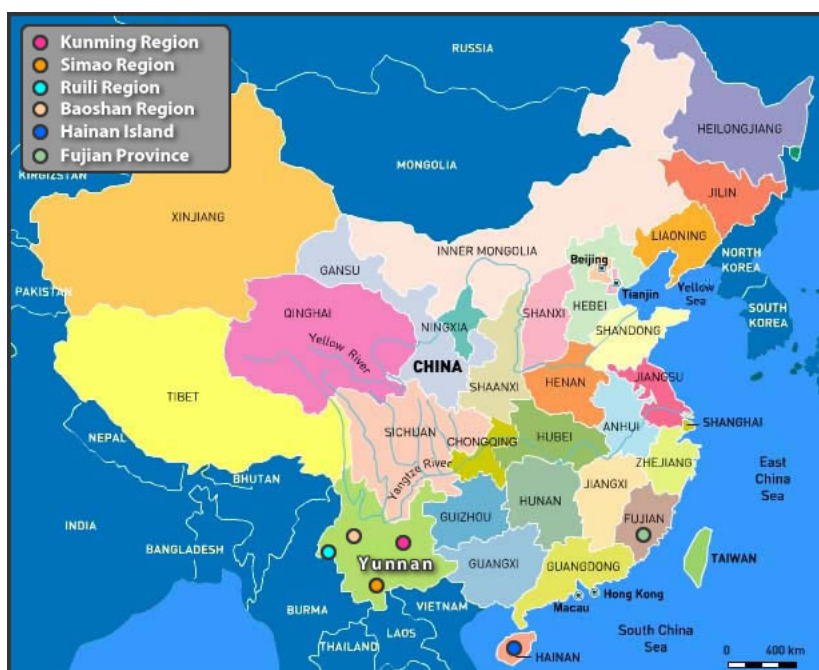 Kunming Region
Simao Region
Ruili Region
Baoshan Region
Hainan Island
Fujian Province
RUSSIA
HEILONGJIANG
MONGOLIA
KIRGIZSTAN
JILIN
XINJIANG
LIAONING
INNER MONGOLIA
GANSU
Beijing
NORTH
KOREA
PAKISTAN
Tianjin
Yellow
Sea
QINGHAI
HEBEI
SOUTH
KOREA
NINGXIA
SHANXI
SHANDONG
Yellow River
CHINA
HENAN
JIANGSU
SHAANXI
TIBET
SHANGHAI
ANHUI
SICHUAN
CHONGQING
HUBEI
NEPAL
ZHEJIANG
Yangtze River
East
China
Sea
BHUTAN
JIANGXI
HUNAN
INDIA
GUIZHOU
FUJIAN
BANGLADESH
Yunnan
TAIWAN
GUANGXI
GUANGDONG
Hong Kong
Macau
BURMA
VIETNAM
LAOS
THAILAND
South China
Sea
HAINAN
0 400 km